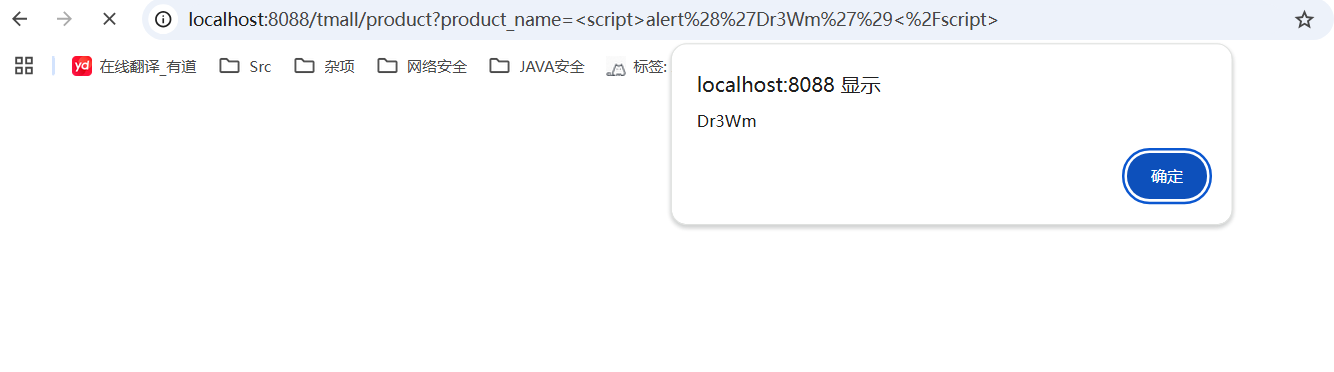 localhost:8088/tmall/product?product_name=<script>alert%28%27Dr3Wm%27%29<%2Fscript>
yd 在线翻译_有道 Src 杂项 网络安全 JAVA安全 标签:
localhost:8088 显示
Dr3Wm
确定